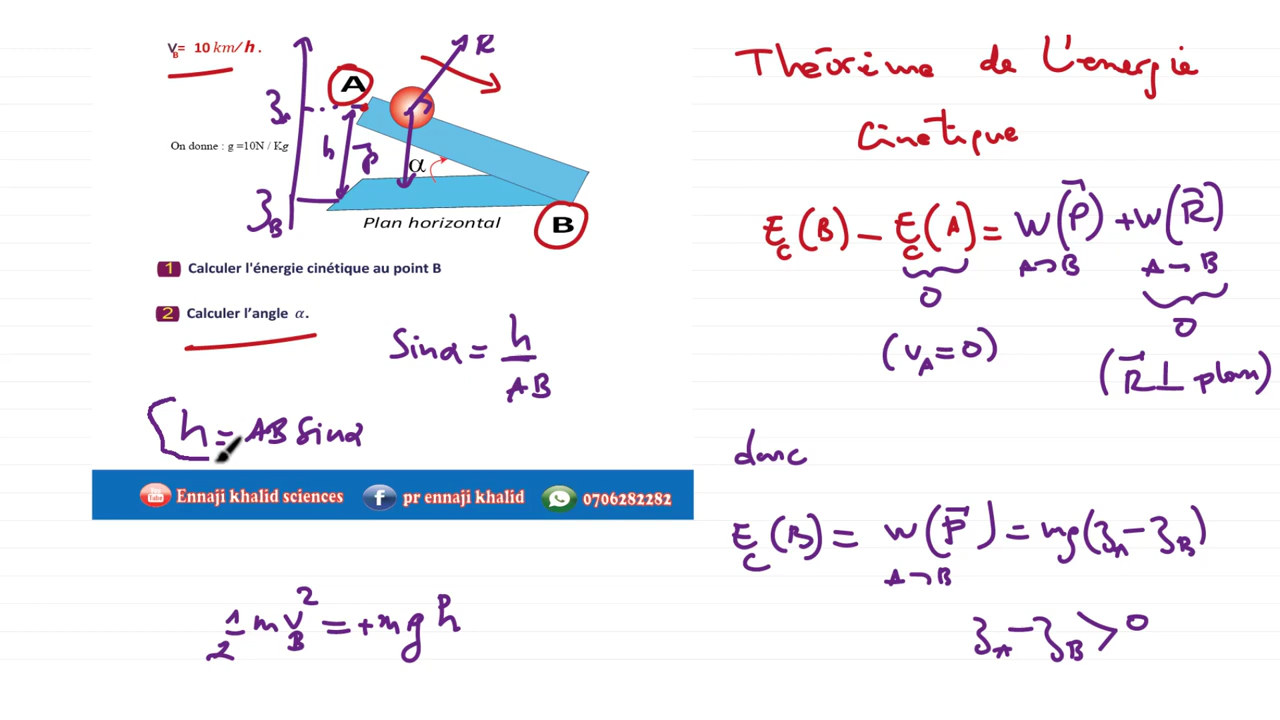 V_B= 10 km/h.
R
A
z_A
On donne : g =10N / Kg
h
P
α
z_B
Plan horizontal
B
1 Calculer l'énergie cinétique au point B
2 Calculer l'angle α.
Sinα = h/AB
h = AB Sinα
Ennaji khalid sciences pr ennaji khalid 0706282282
1/2 m v_B² = +mgh
Théorème de L'énergie
Cinétique
E_C(B) − E_C(A) = W(P) + W(R)
A→B A→B
0 0
(v_A = 0)
(R ⊥ plan)
donc
E_C(B) = W(P) = mg(z_A − z_B)
A→B
z_A − z_B > 0